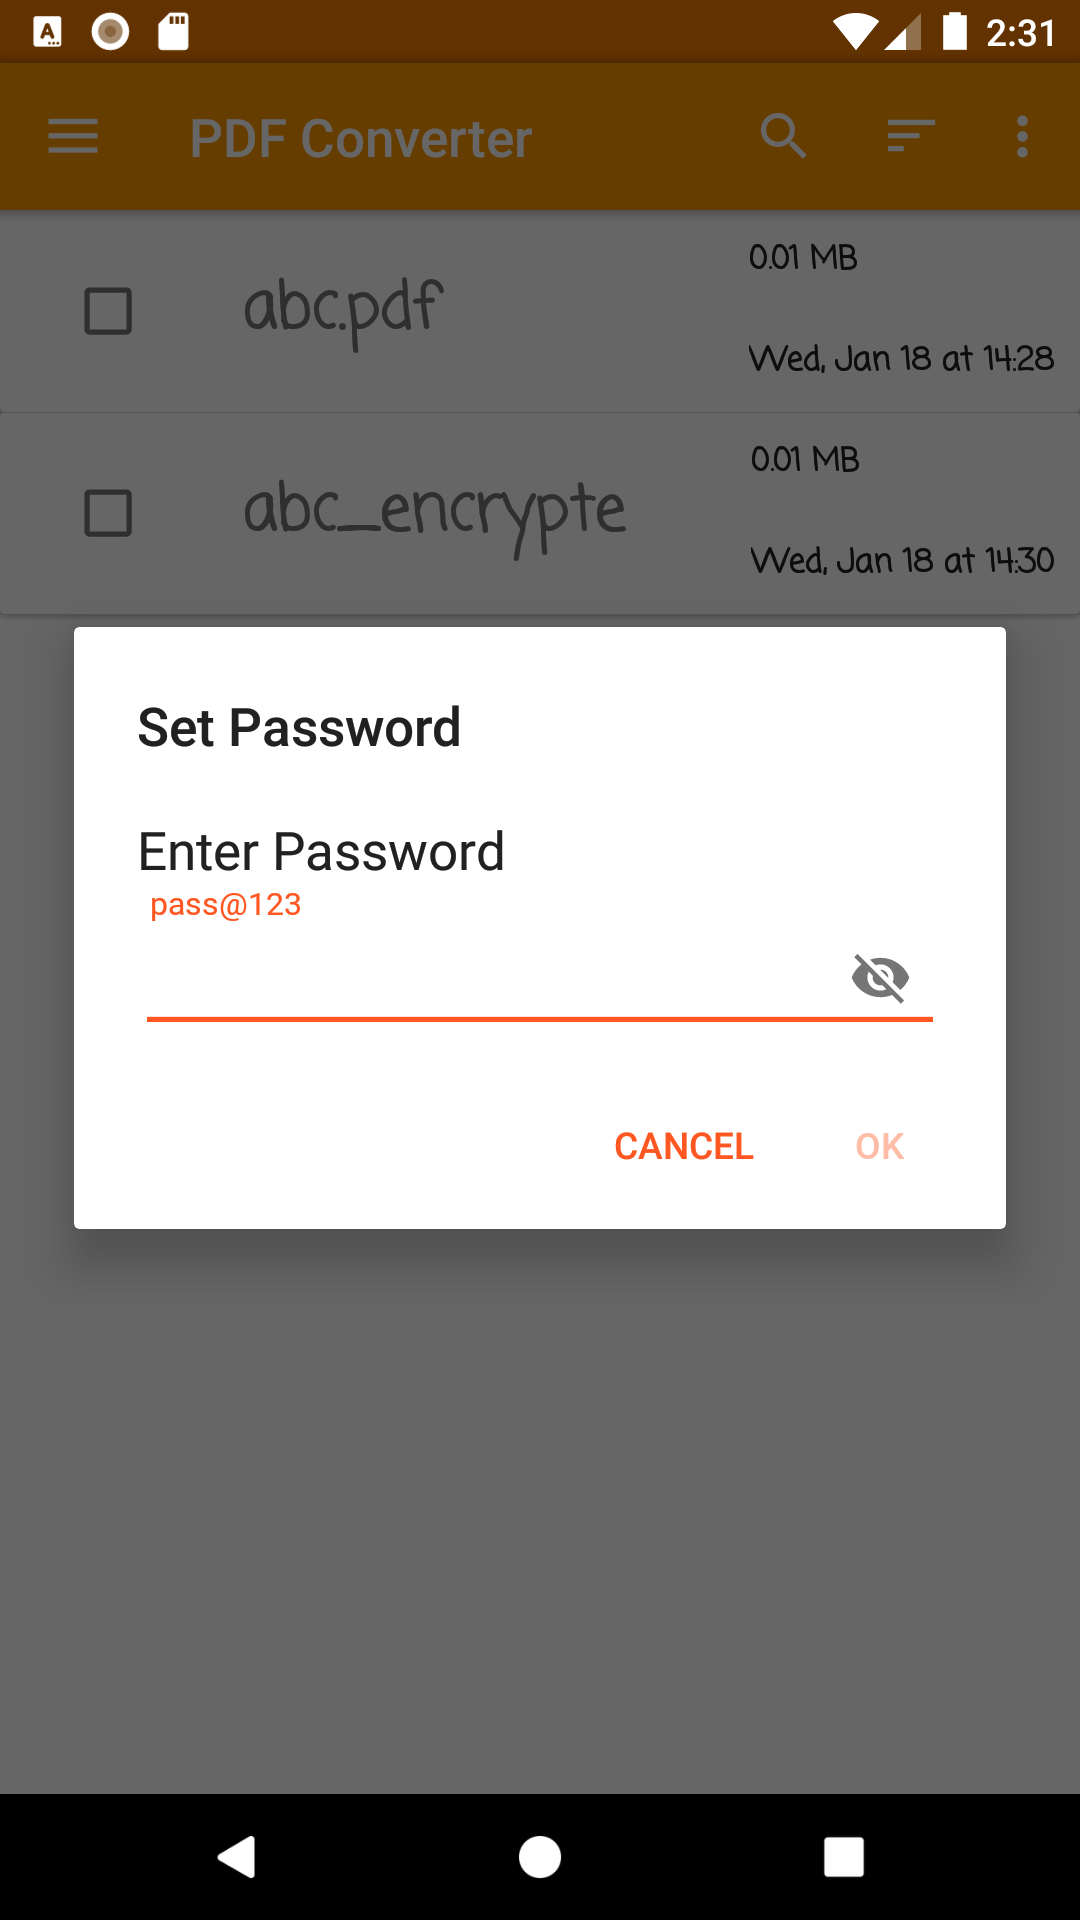 2:31
PDF Converter
abc.pdf
0.01 MB
Wed, Jan 18 at 14:28
abc_encrypte
0.01 MB
Wed, Jan 18 at 14:30
Set Password
Enter Password
pass@123
CANCEL OK